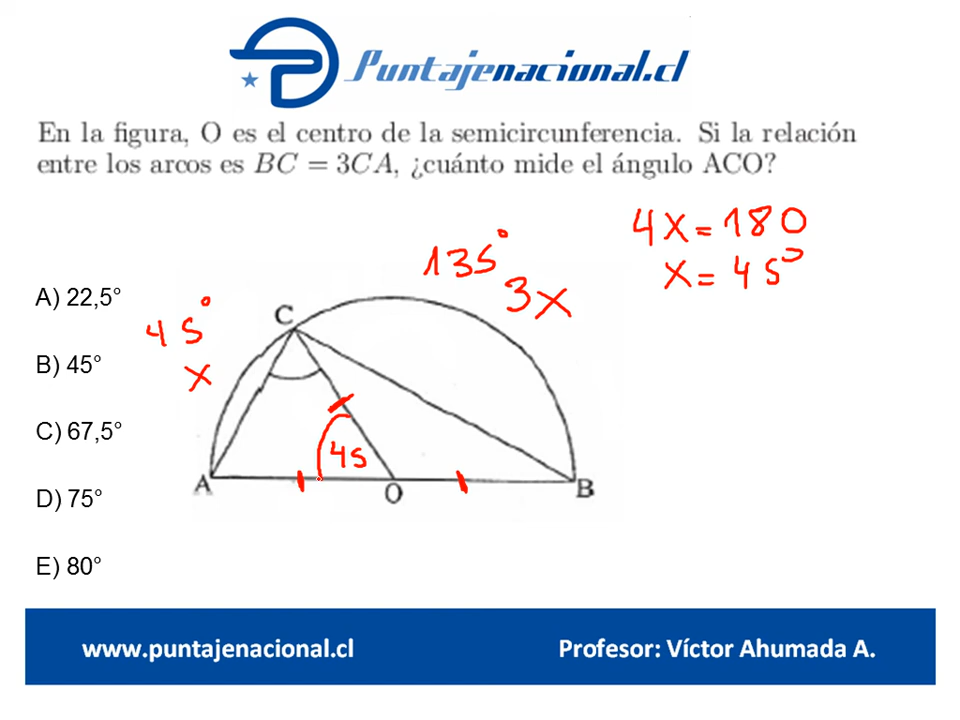 Puntajenacional.cl
En la figura, O es el centro de la semicircunferencia. Si la relación
entre los arcos es BC = 3CA, ¿cuánto mide el ángulo ACO?
4x = 180
x = 45°
135°
3x
A) 22,5°
45°
C
B) 45°
x
C) 67,5°
45
A
O
B
D) 75°
E) 80°
www.puntajenacional.cl
Profesor: Víctor Ahumada A.